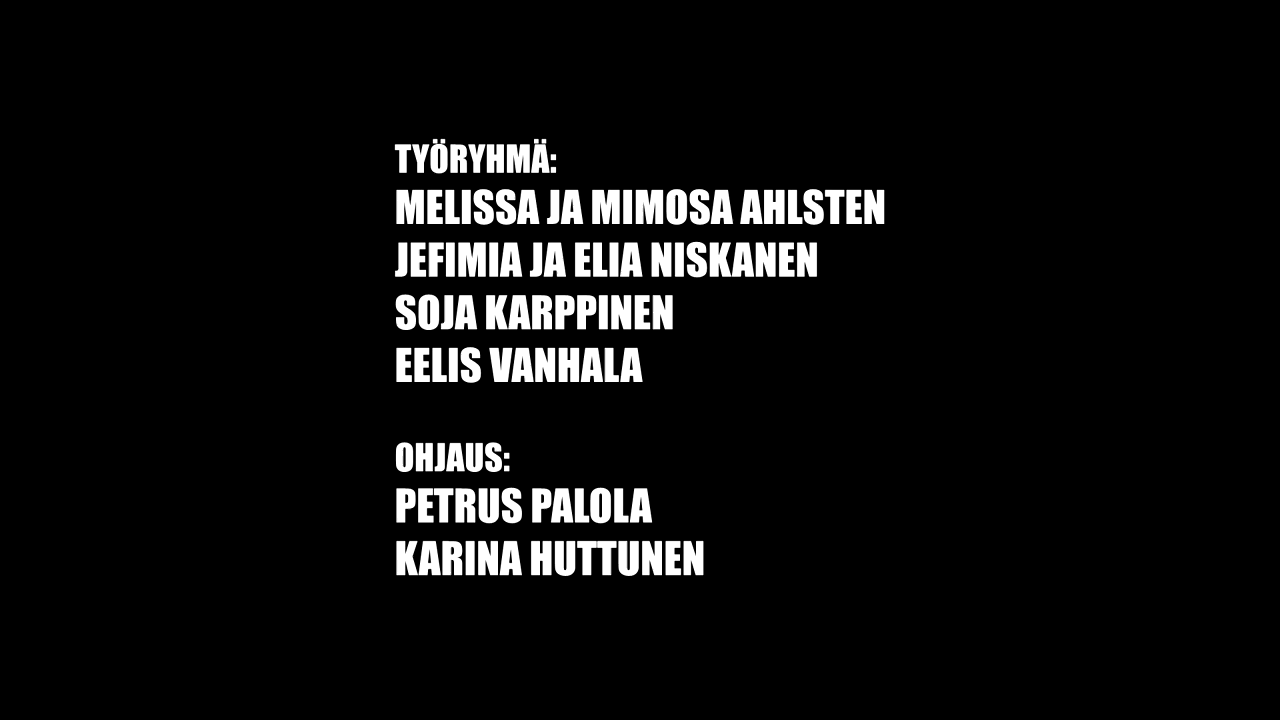 TYÖRYHMÄ:
MELISSA JA MIMOSA AHLSTEN
JEFIMIA JA ELIA NISKANEN
SOJA KARPPINEN
EELIS VANHALA
OHJAUS:
PETRUS PALOLA
KARINA HUTTUNEN